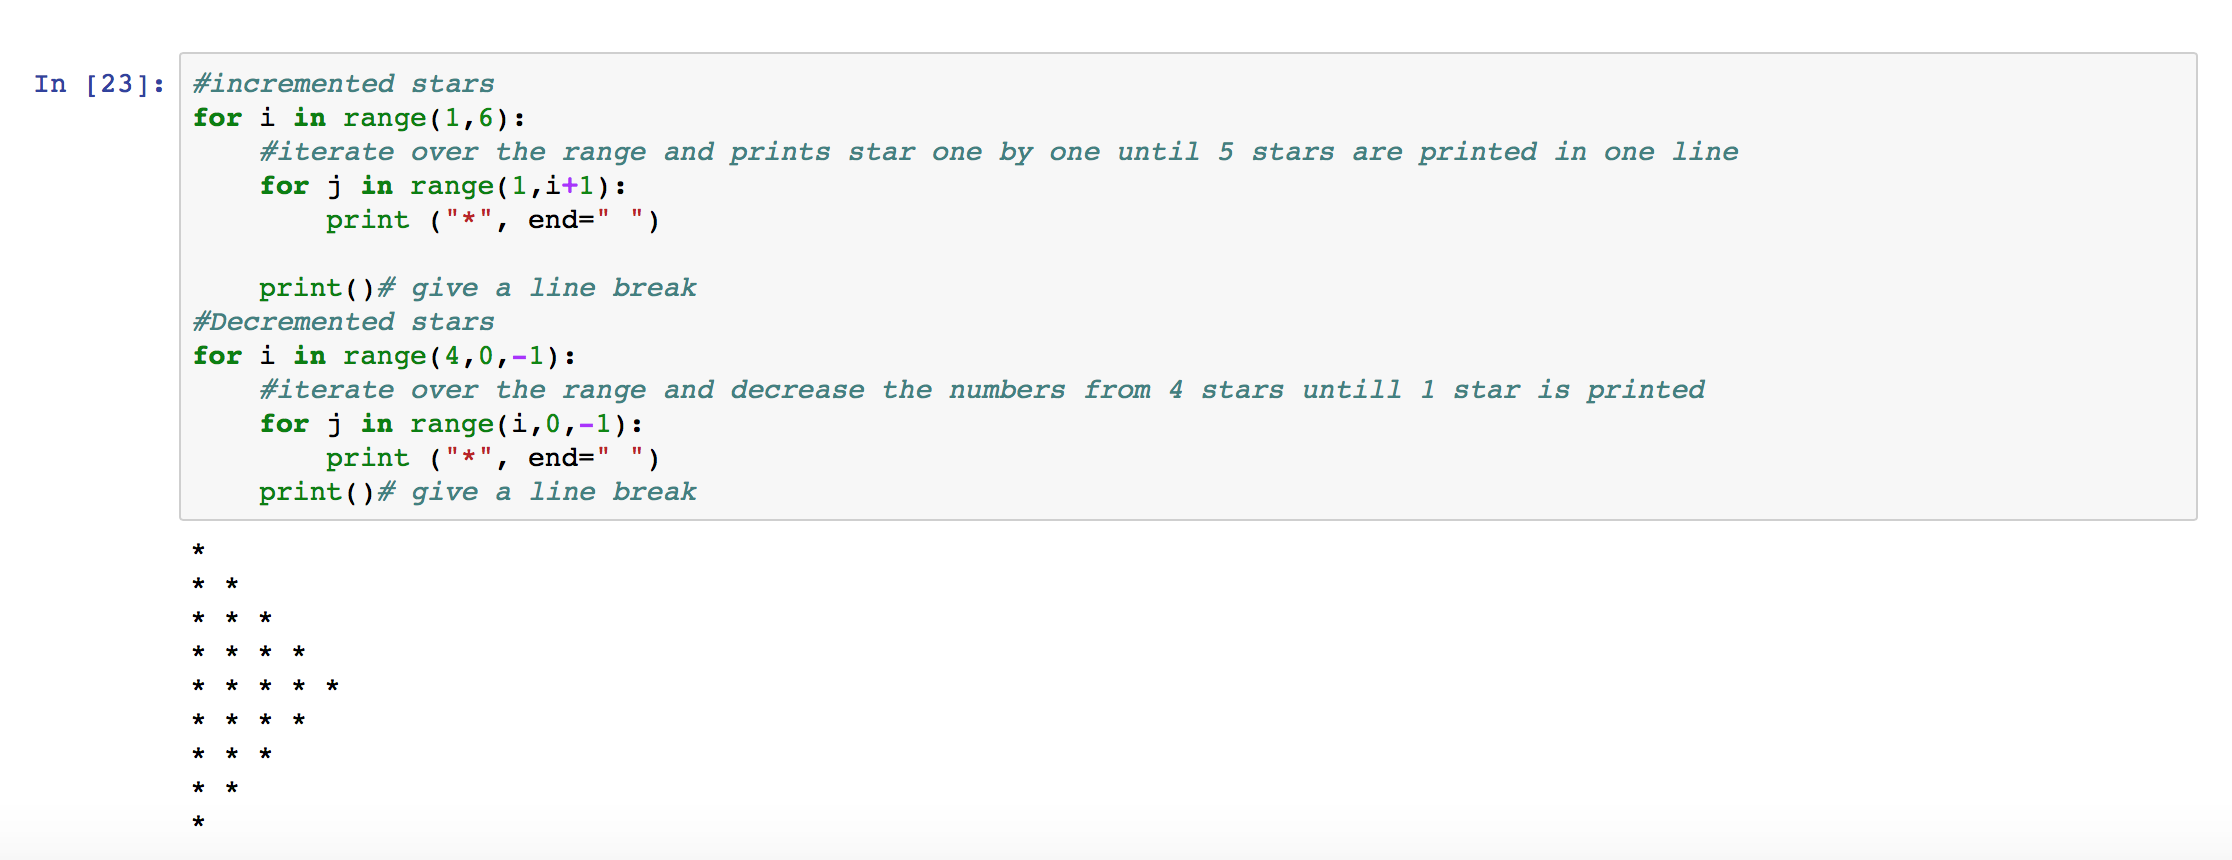 In [23]: #incremented stars
for i in range(1,6):
    #iterate over the range and prints star one by one until 5 stars are printed in one line
    for j in range(1,i+1):
        print ("*", end=" ")

    print()# give a line break
#Decremented stars
for i in range(4,0,-1):
    #iterate over the range and decrease the numbers from 4 stars untill 1 star is printed
    for j in range(i,0,-1):
        print ("*", end=" ")
    print()# give a line break
*
* *
* * *
* * * *
* * * * *
* * * *
* * *
* *
*